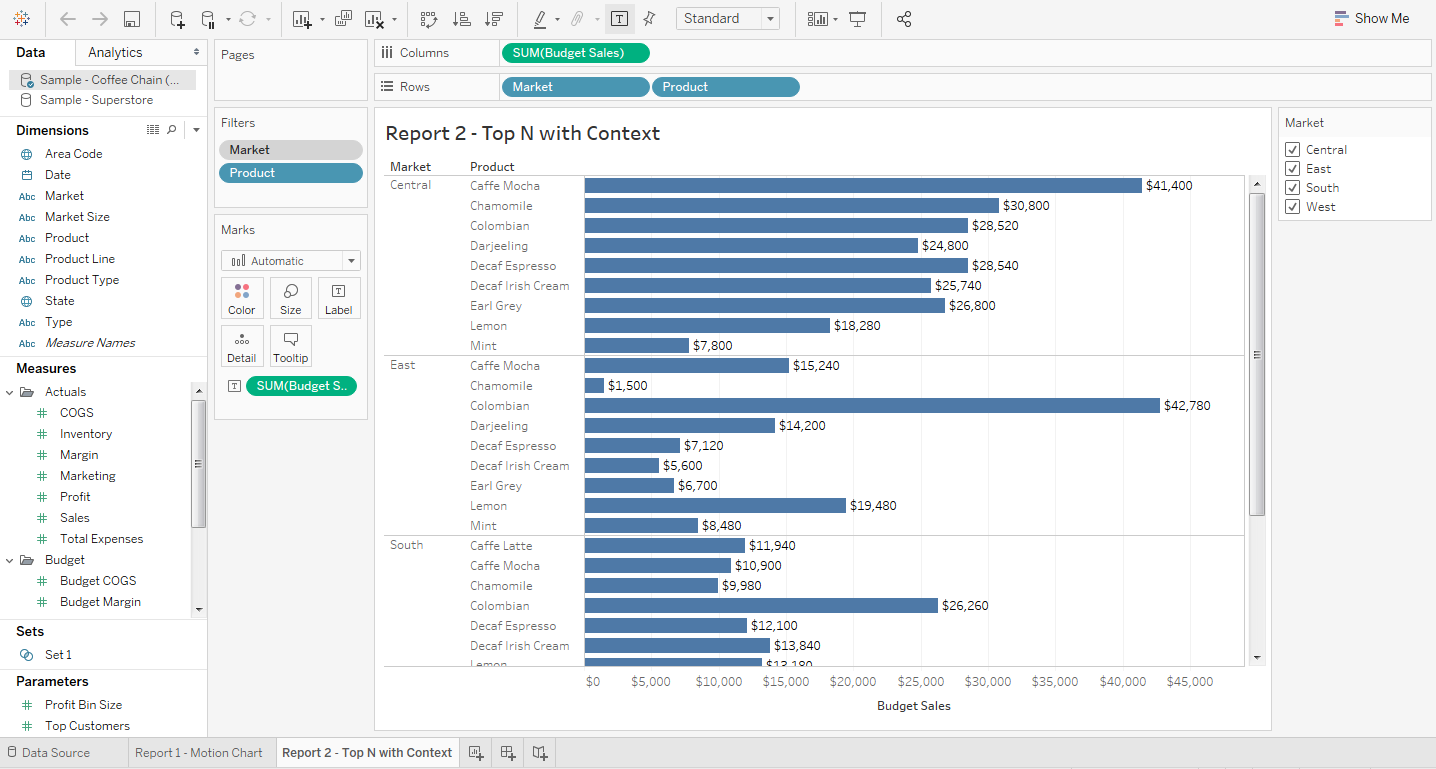 Standard
Show Me
Data Analytics
Sample - Coffee Chain (...
Sample - Superstore
Dimensions
Area Code
Date
Abc Market
Abc Market Size
Abc Product
Abc Product Line
Abc Product Type
State
Abc Type
Abc Measure Names
Measures
Actuals
# COGS
# Inventory
# Margin
# Marketing
# Profit
# Sales
# Total Expenses
Budget
# Budget COGS
# Budget Margin
Sets
Set 1
Parameters
# Profit Bin Size
# Top Customers
Pages
Filters
Market
Product
Marks
Automatic
Color Size Label
Detail Tooltip
SUM(Budget S..
Columns SUM(Budget Sales)
Rows Market Product
Report 2 - Top N with Context
Market Product
Central Caffe Mocha $41,400
Chamomile $30,800
Colombian $28,520
Darjeeling $24,800
Decaf Espresso $28,540
Decaf Irish Cream $25,740
Earl Grey $26,800
Lemon $18,280
Mint $7,800
East Caffe Mocha $15,240
Chamomile $1,500
Colombian $42,780
Darjeeling $14,200
Decaf Espresso $7,120
Decaf Irish Cream $5,600
Earl Grey $6,700
Lemon $19,480
Mint $8,480
South Caffe Latte $11,940
Caffe Mocha $10,900
Chamomile $9,980
Colombian $26,260
Decaf Espresso $12,100
Decaf Irish Cream $13,840
Lemon $13,180
$0 $5,000 $10,000 $15,000 $20,000 $25,000 $30,000 $35,000 $40,000 $45,000
Budget Sales
Market
Central
East
South
West
Data Source Report 1 - Motion Chart Report 2 - Top N with Context